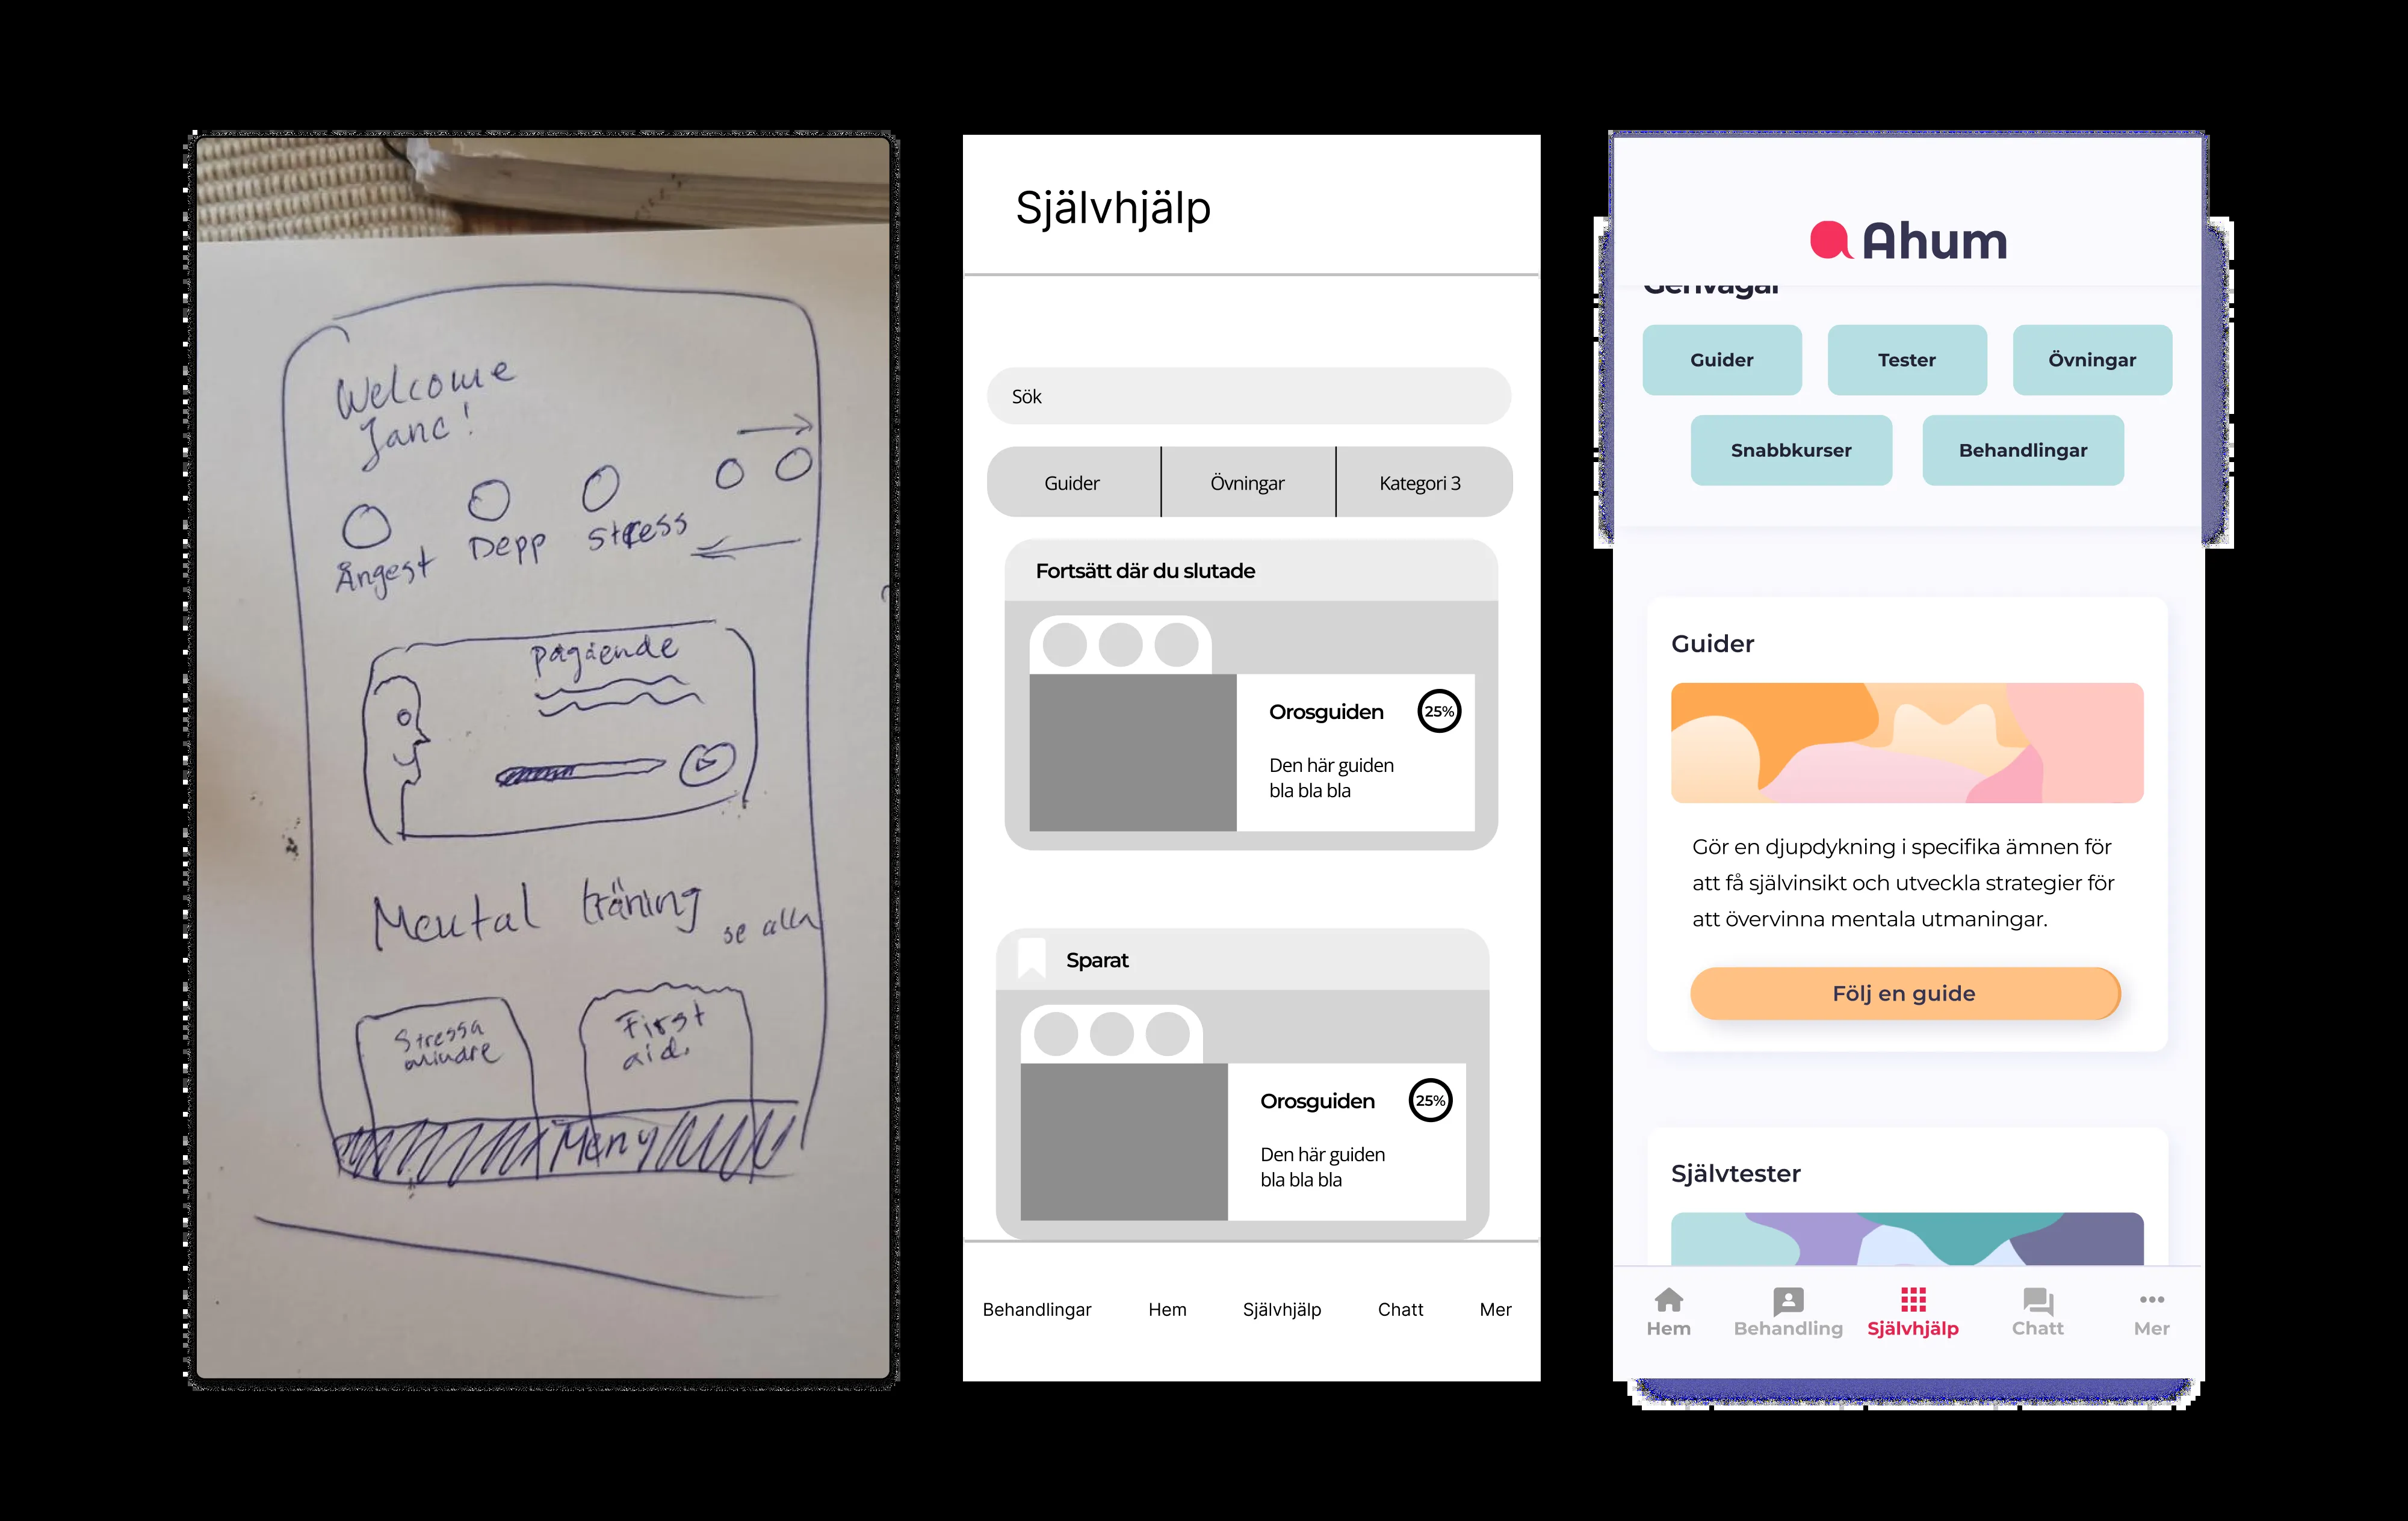 Welcome
Jane!
Ångest
Depp
Stress
pågående
Mental träning
se alla
Stressa
mindre
First
aid.
Meny
Självhjälp
Sök
Guider
Övningar
Kategori 3
Fortsätt där du slutade
Orosguiden
25%
Den här guiden
bla bla bla
Sparat
Orosguiden
25%
Den här guiden
bla bla bla
Behandlingar
Hem
Självhjälp
Chatt
Mer
Ahum
Genvägar
Guider
Tester
Övningar
Snabbkurser
Behandlingar
Guider
Gör en djupdykning i specifika ämnen för
att få självinsikt och utveckla strategier för
att övervinna mentala utmaningar.
Följ en guide
Självtester
Hem
Behandling
Självhjälp
Chatt
Mer